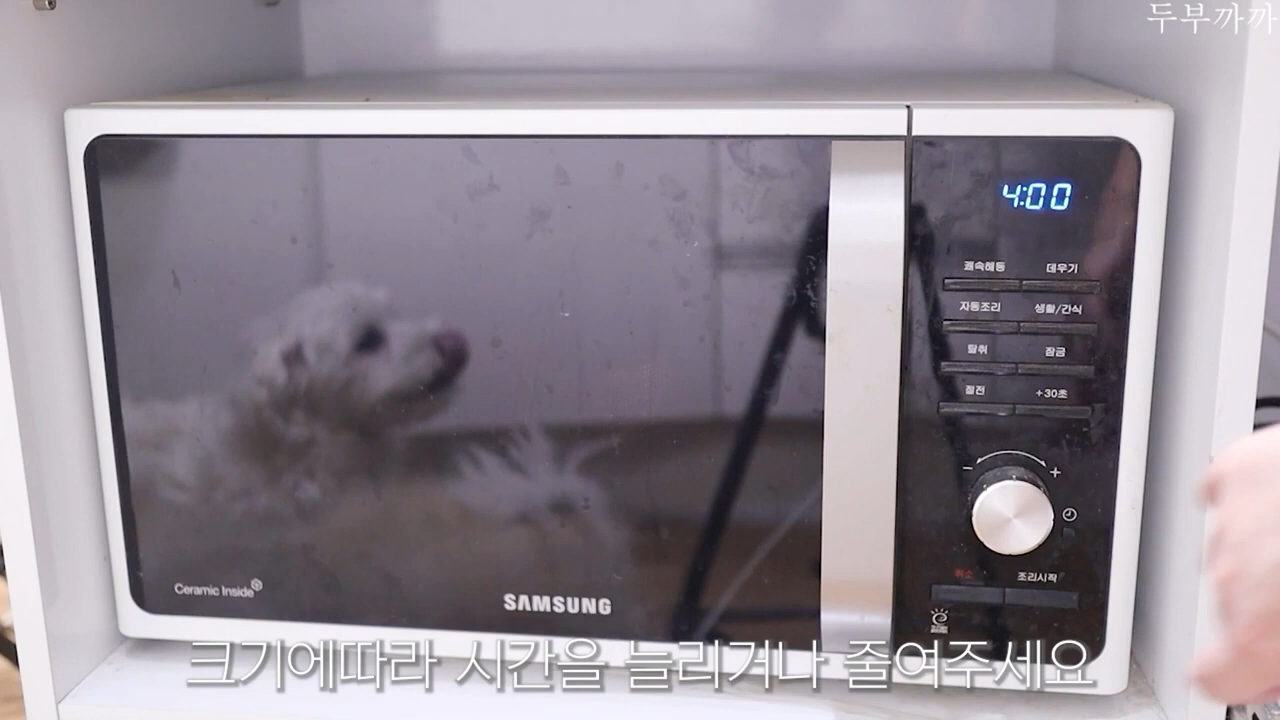 두부까까
4:00
쾌속해동 데우기
자동조리 생활/간식
탈취 잠금
절전 +30초
- +
취소 조리시작
Ceramic Inside
SAMSUNG
크기에따라 시간을 늘리거나 줄여주세요